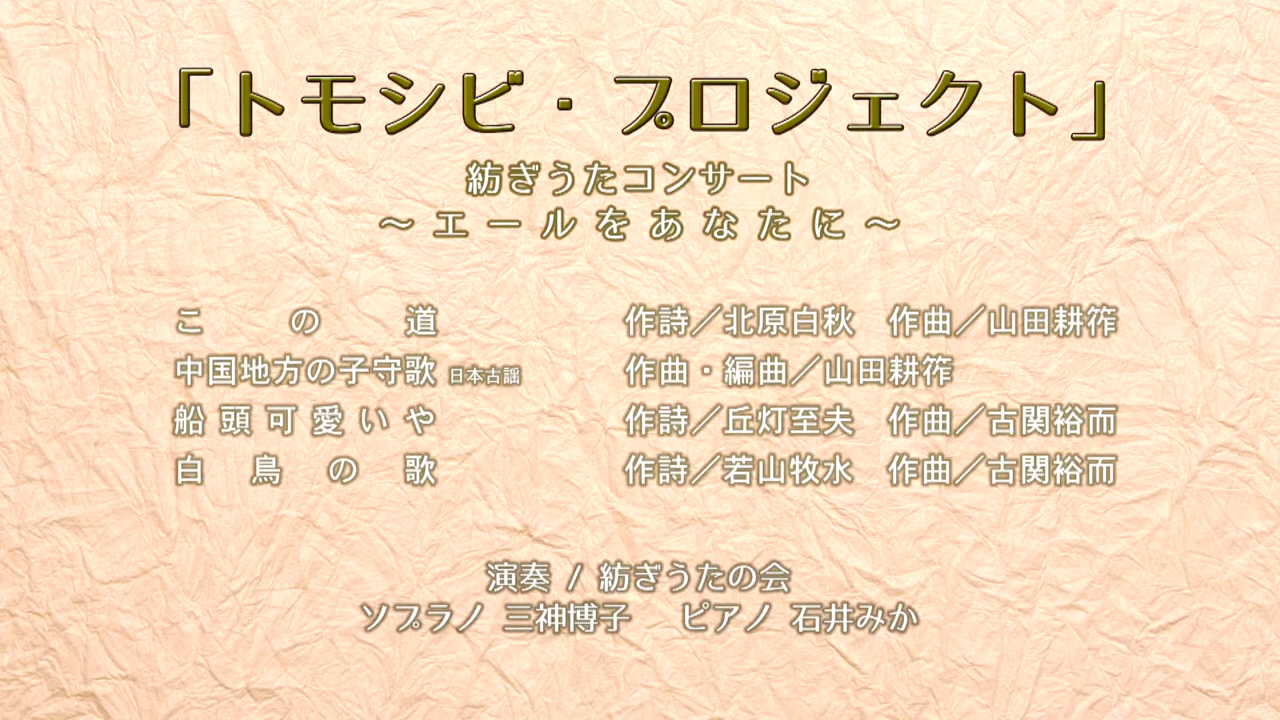 「トモシビ・プロジェクト」
紡ぎうたコンサート
～エールをあなたに～
この道　作詩／北原白秋　作曲／山田耕筰
中国地方の子守歌 日本古謡　作曲・編曲／山田耕筰
船頭可愛いや　作詩／丘灯至夫　作曲／古関裕而
白鳥の歌　作詩／若山牧水　作曲／古関裕而
演奏 / 紡ぎうたの会
ソプラノ 三神博子　ピアノ 石井みか